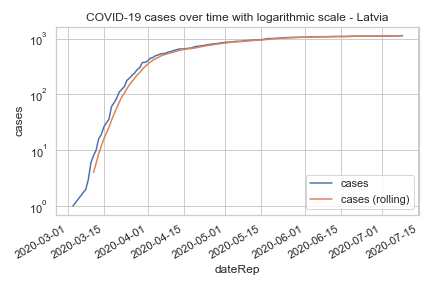 COVID-19 cases over time with logarithmic scale - Latvia
10³
10²
10¹
10⁰
cases
cases
cases (rolling)
2020-03-01
2020-03-15
2020-04-01
2020-04-15
2020-05-01
2020-05-15
2020-06-01
2020-06-15
2020-07-01
2020-07-15
dateRep